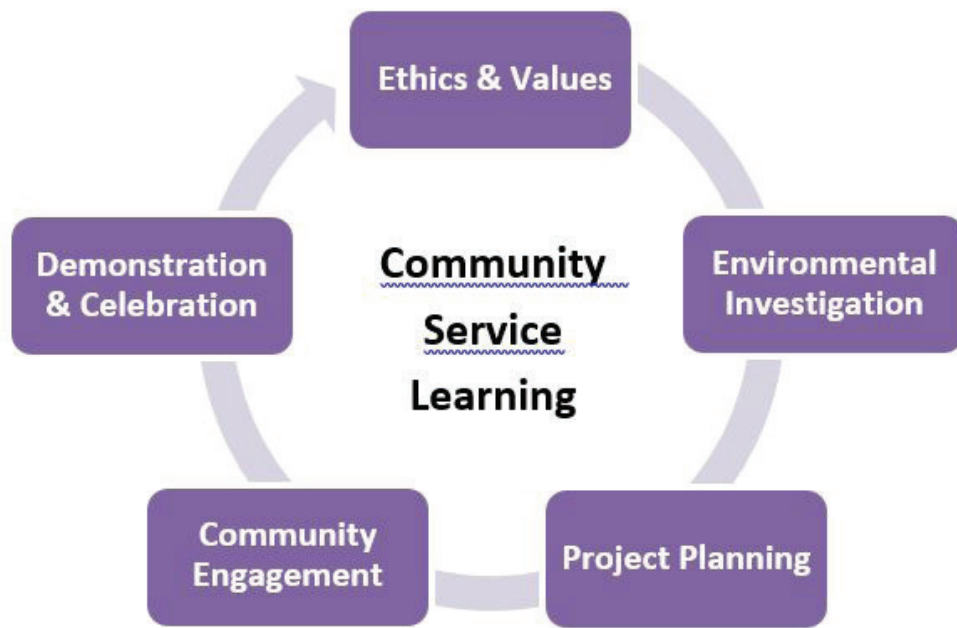 Ethics & Values
Environmental
Investigation
Project Planning
Community
Engagement
Demonstration
& Celebration
Community
Service
Learning